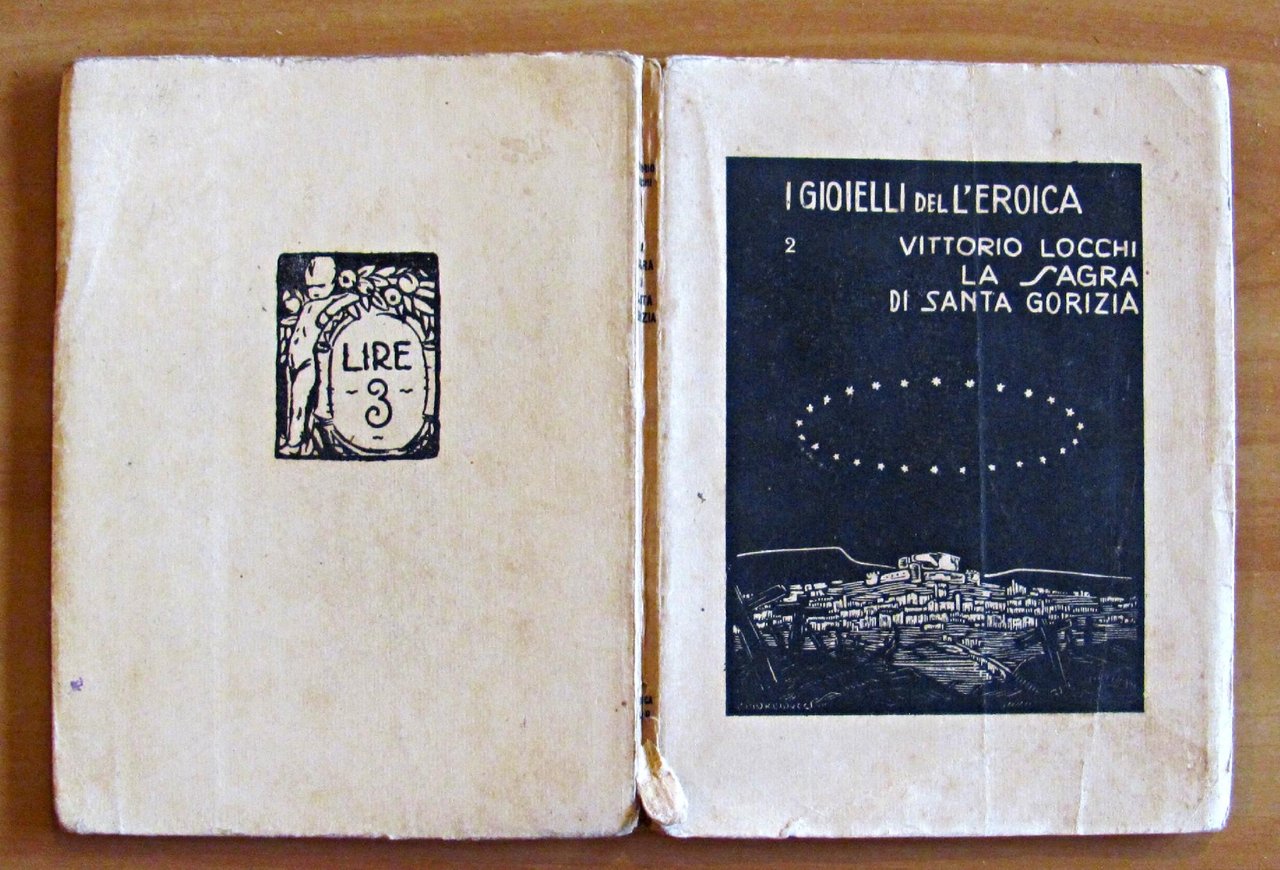 LIRE
- 3 -
I GIOIELLI DEL L'EROICA
2
VITTORIO LOCCHI
LA SAGRA
DI SANTA GORIZIA